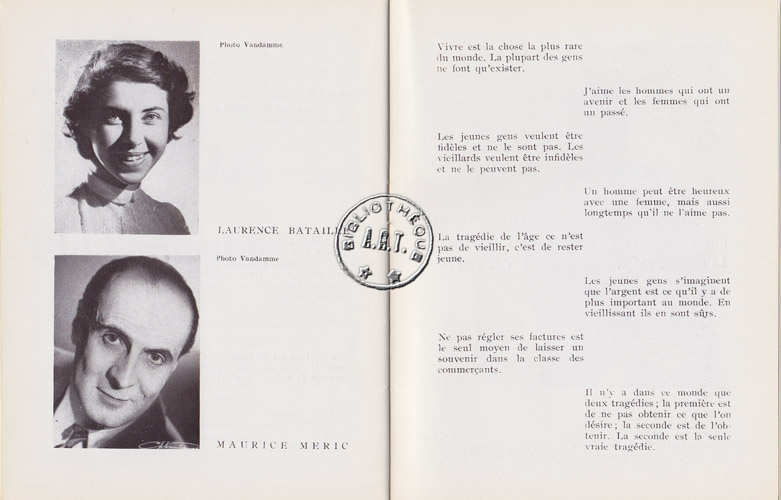 Photo Vandamme
LAURENCE BATAILLE
Photo Vandamme
MAURICE MERIC
BIBLIOTHÈQUE
A.R.T.
Vivre est la chose la plus rare
du monde. La plupart des gens
ne font qu'exister.
J'aime les hommes qui ont un
avenir et les femmes qui ont
un passé.
Les jeunes gens veulent être
fidèles et ne le sont pas. Les
vieillards veulent être infidèles
et ne le peuvent pas.
Un homme peut être heureux
avec une femme, mais aussi
longtemps qu'il ne l'aime pas.
La tragédie de l'âge ce n'est
pas de vieillir, c'est de rester
jeune.
Les jeunes gens s'imaginent
que l'argent est ce qu'il y a de
plus important au monde. En
vieillissant ils en sont sûrs.
Ne pas régler ses factures est
le seul moyen de laisser un
souvenir dans la classe des
commerçants.
Il n'y a dans ce monde que
deux tragédies ; la première est
de ne pas obtenir ce que l'on
désire ; la seconde est de l'ob-
tenir. La seconde est la seule
vraie tragédie.